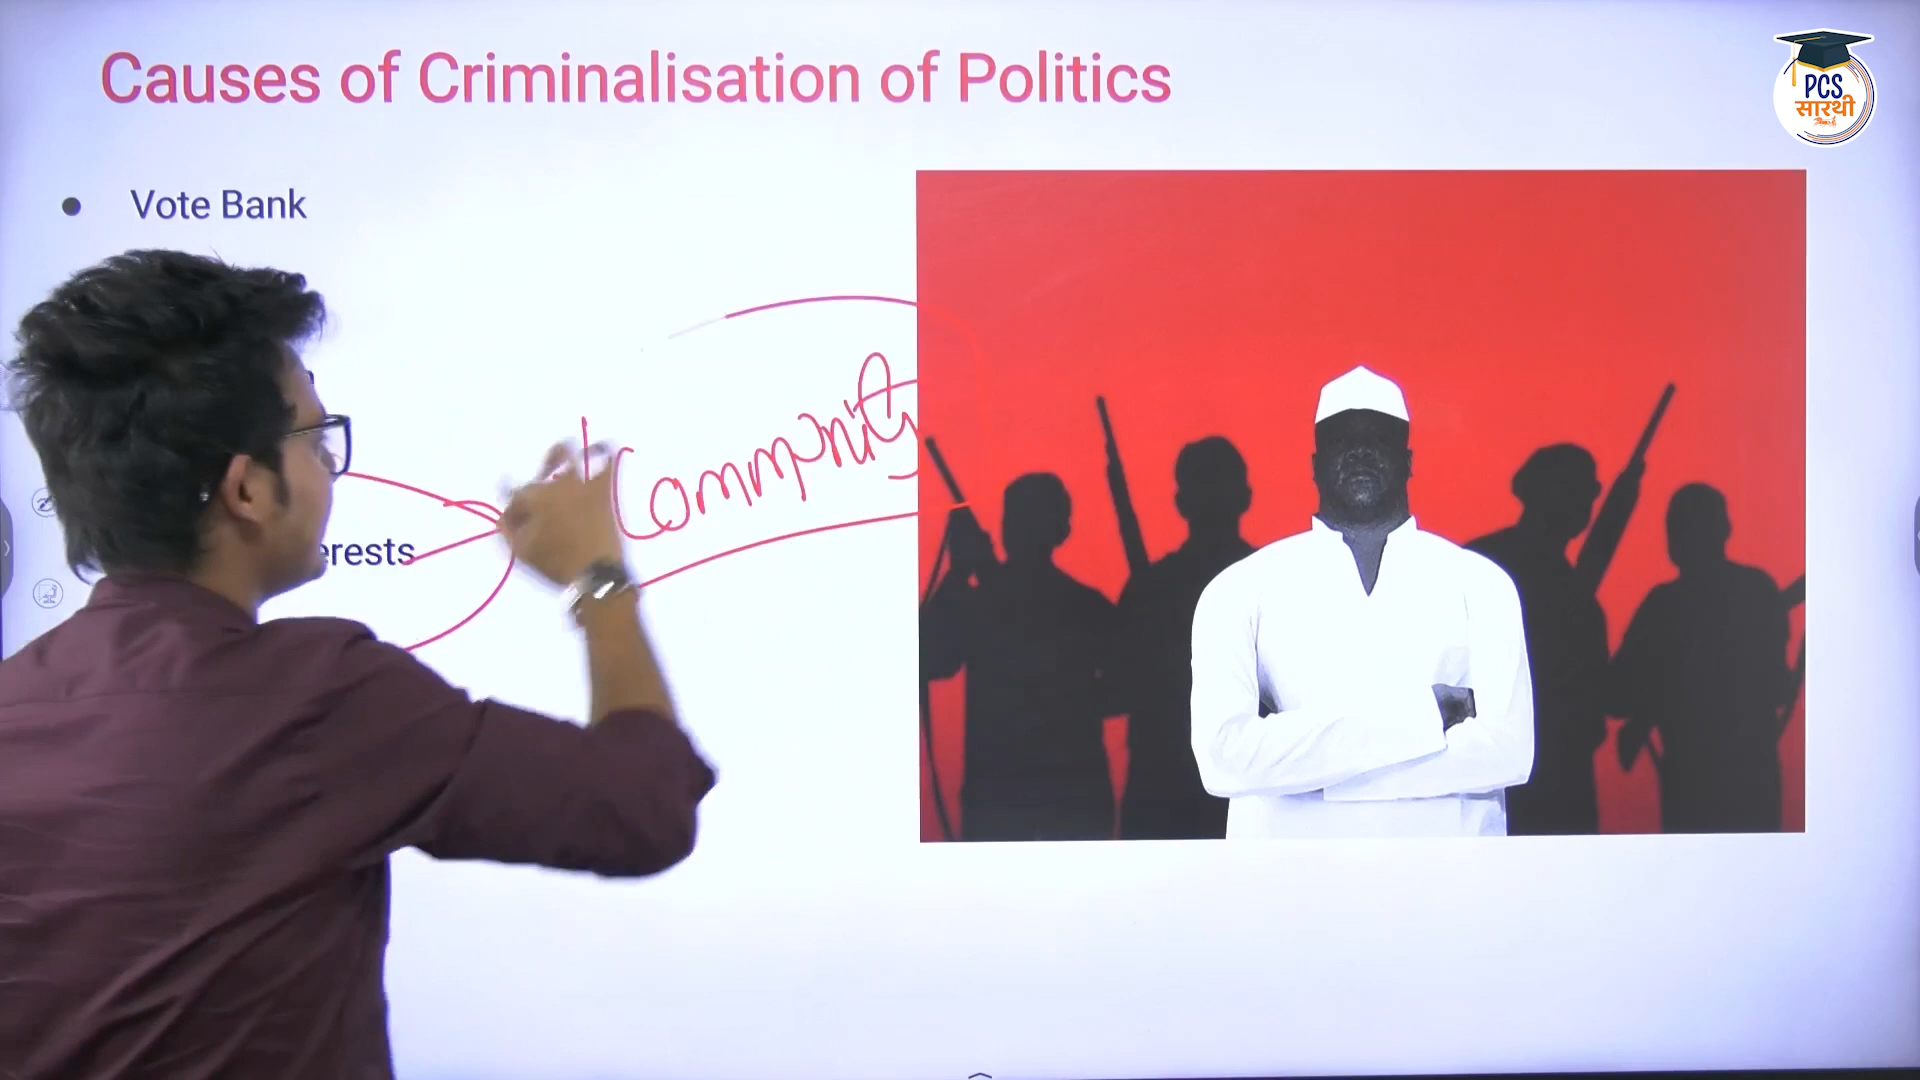 Causes of Criminalisation of Politics
PCS
सारथी
Vote Bank
Community
erests